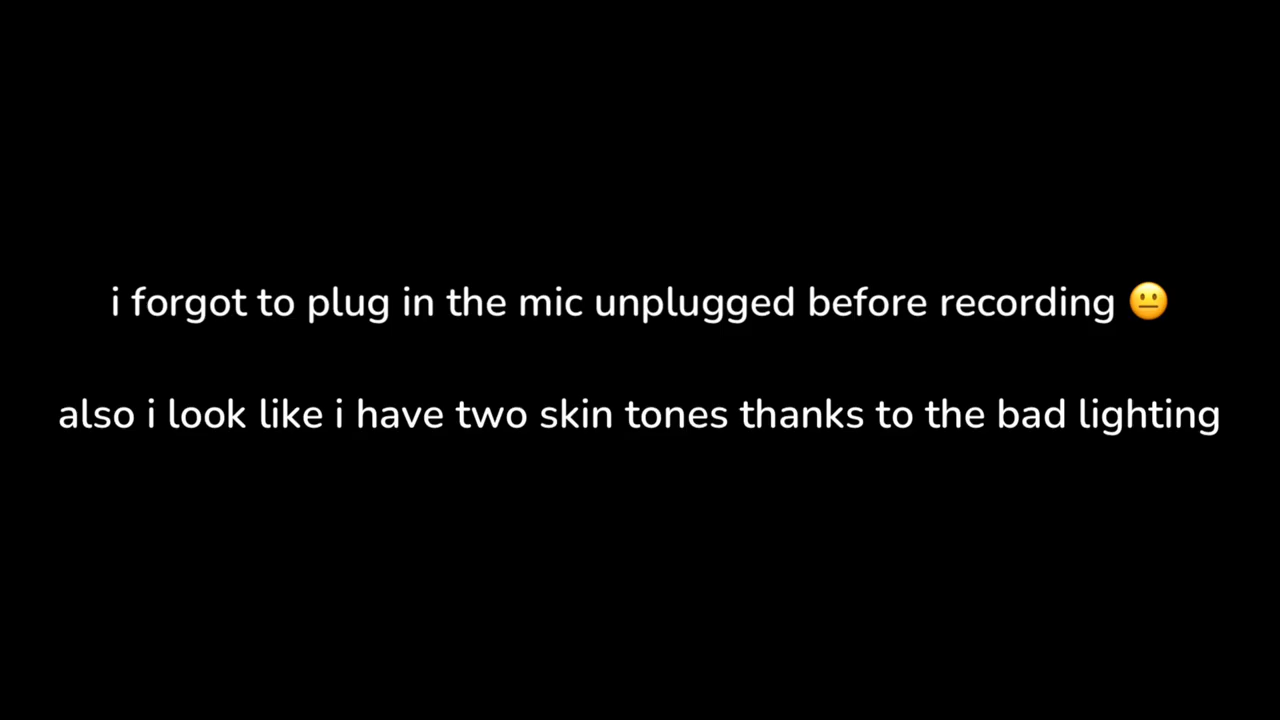 i forgot to plug in the mic unplugged before recording 😐
also i look like i have two skin tones thanks to the bad lighting